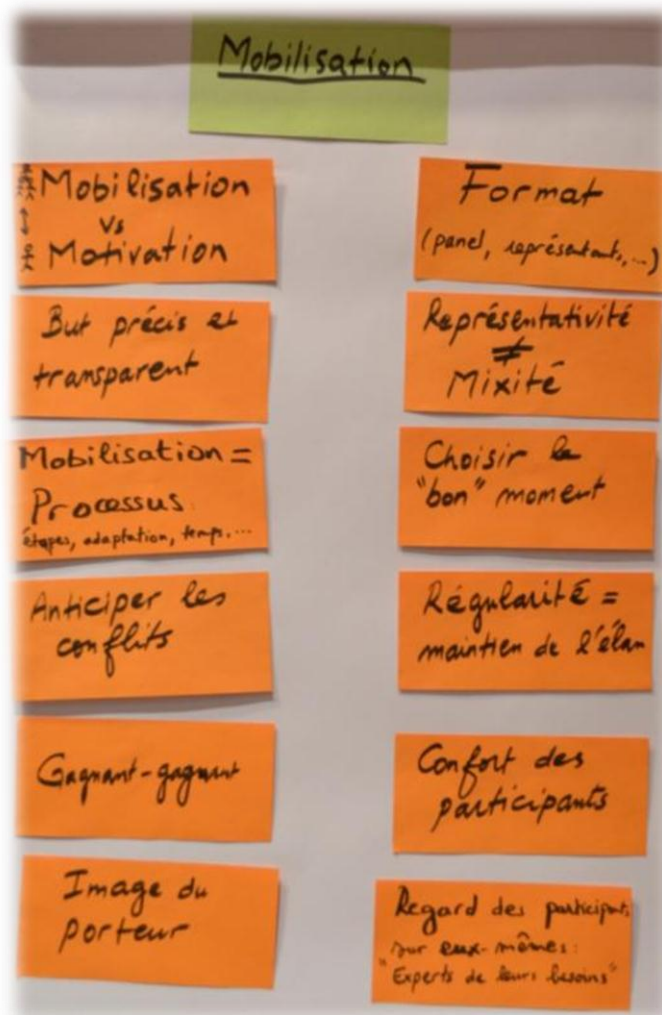 Mobilisation
Mobilisation
vs
Motivation
But précis et
transparent
Mobilisation =
Processus
étapes, adaptation, temps....
Anticiper les
conflits
Gagnant-gagnant
Image du
porteur
Format
(panel, représentants,...)
Représentativité
≠
Mixité
Choisir le
"bon" moment
Régularité =
maintien de l'élan
Confort des
participants
Regard des participants
sur eux-mêmes :
"Experts de leurs besoins"